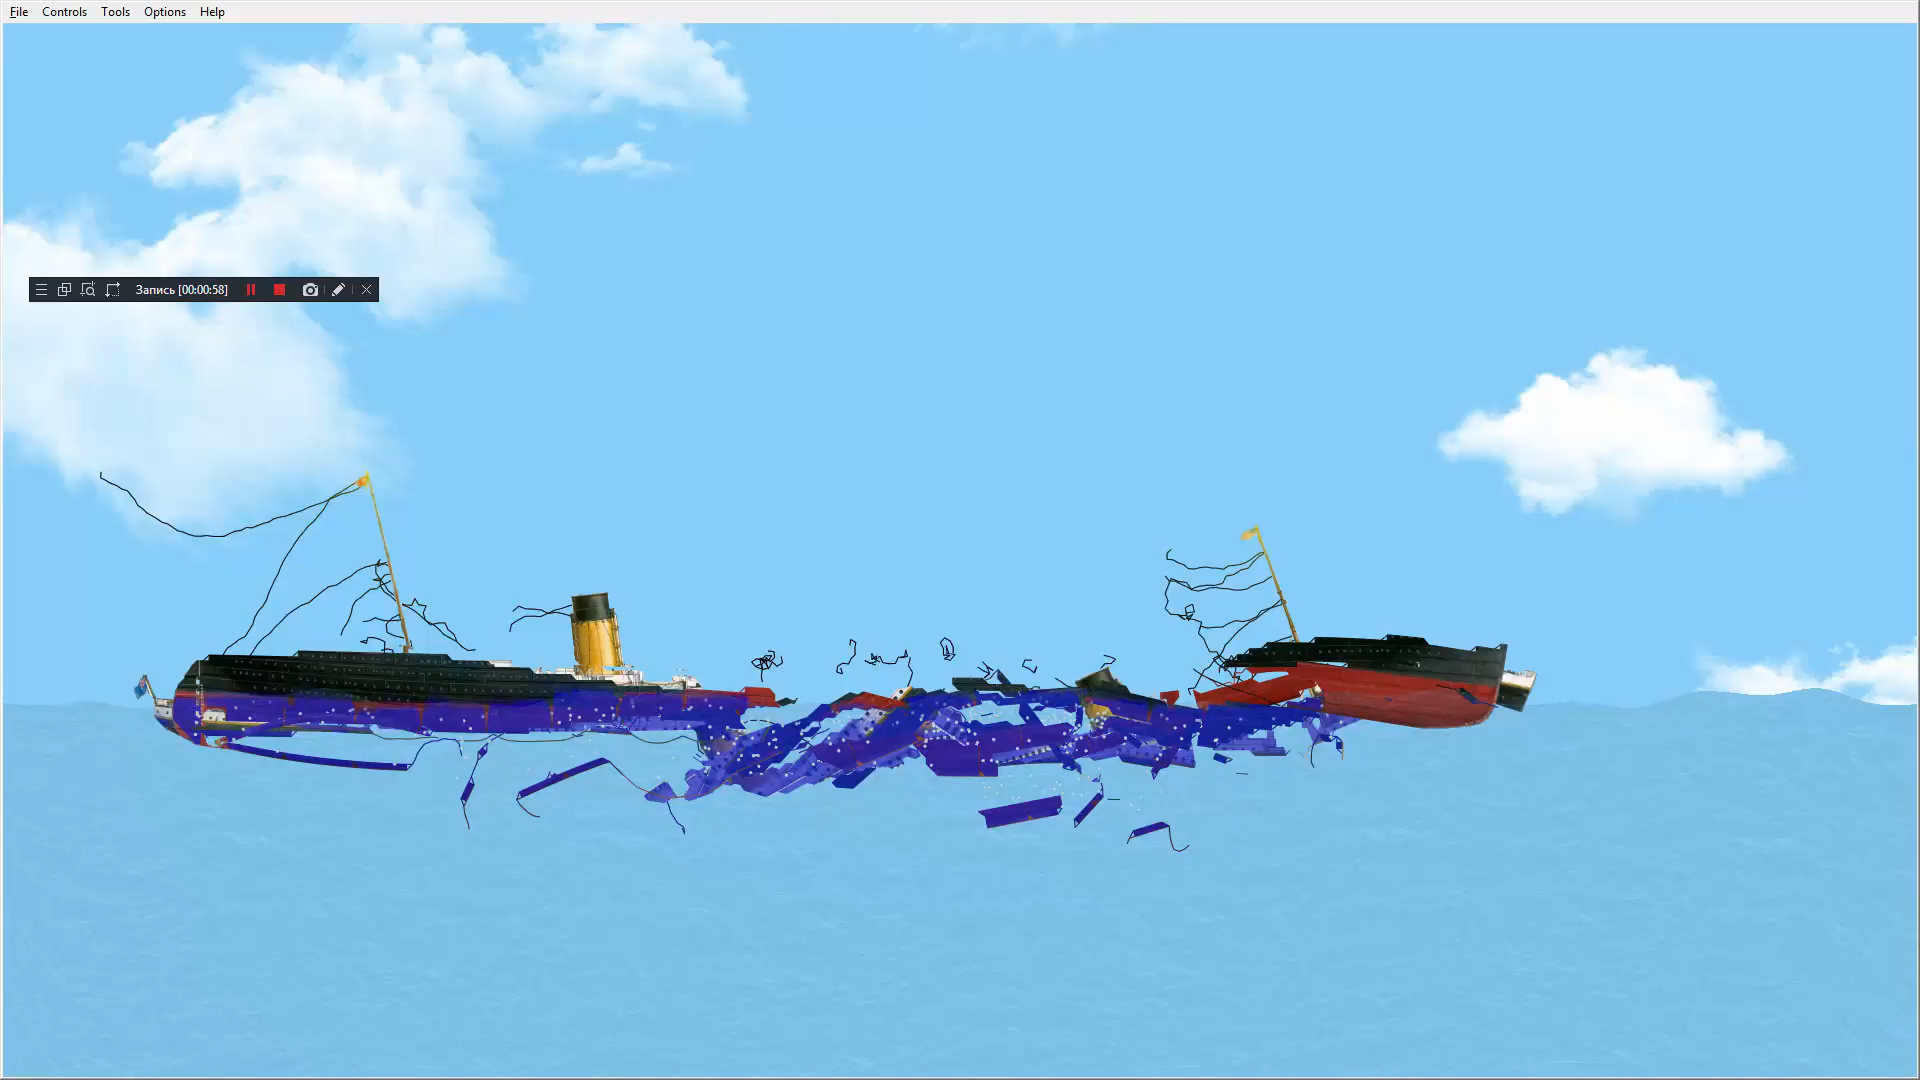 File Controls Tools Options Help
Запись [00:00:58]